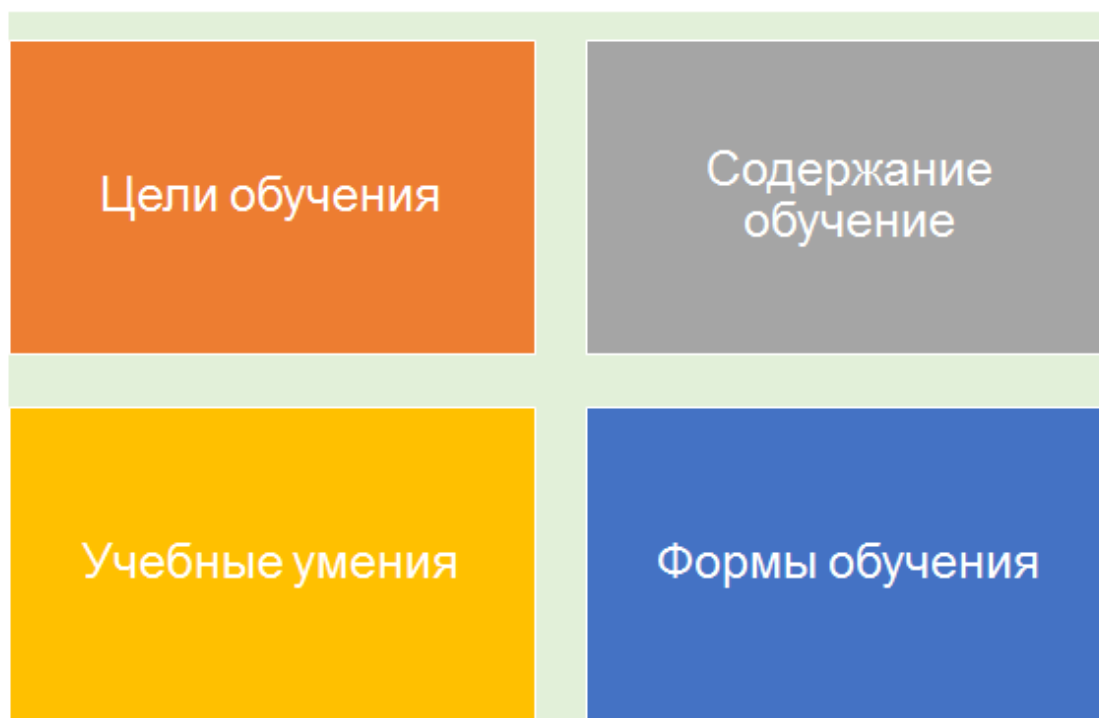 Цели обучения
Содержание
обучение
Учебные умения
Формы обучения